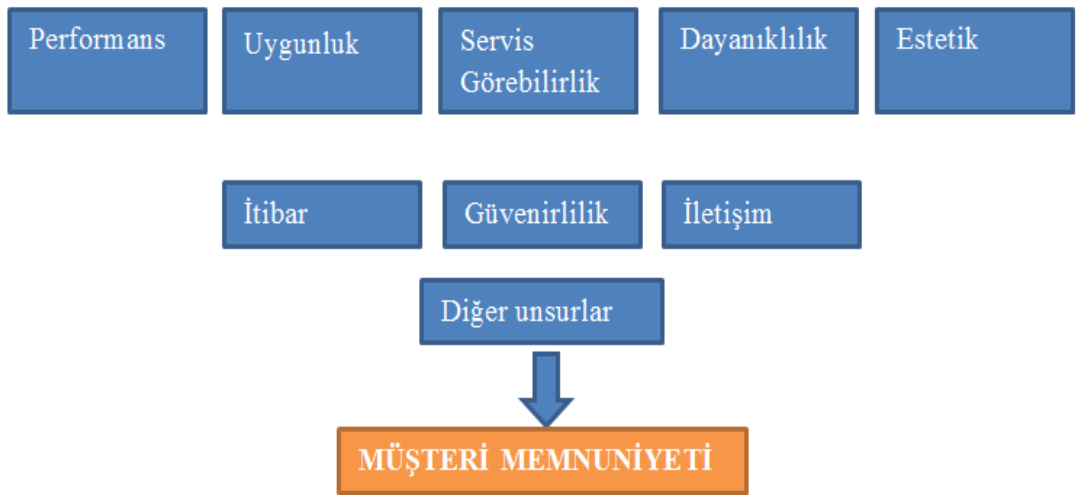 Performans
Uygunluk
Servis
Görebilirlik
Dayanıklılık
Estetik
İtibar
Güvenirlilik
İletişim
Diğer unsurlar
MÜŞTERİ MEMNUNİYETİ